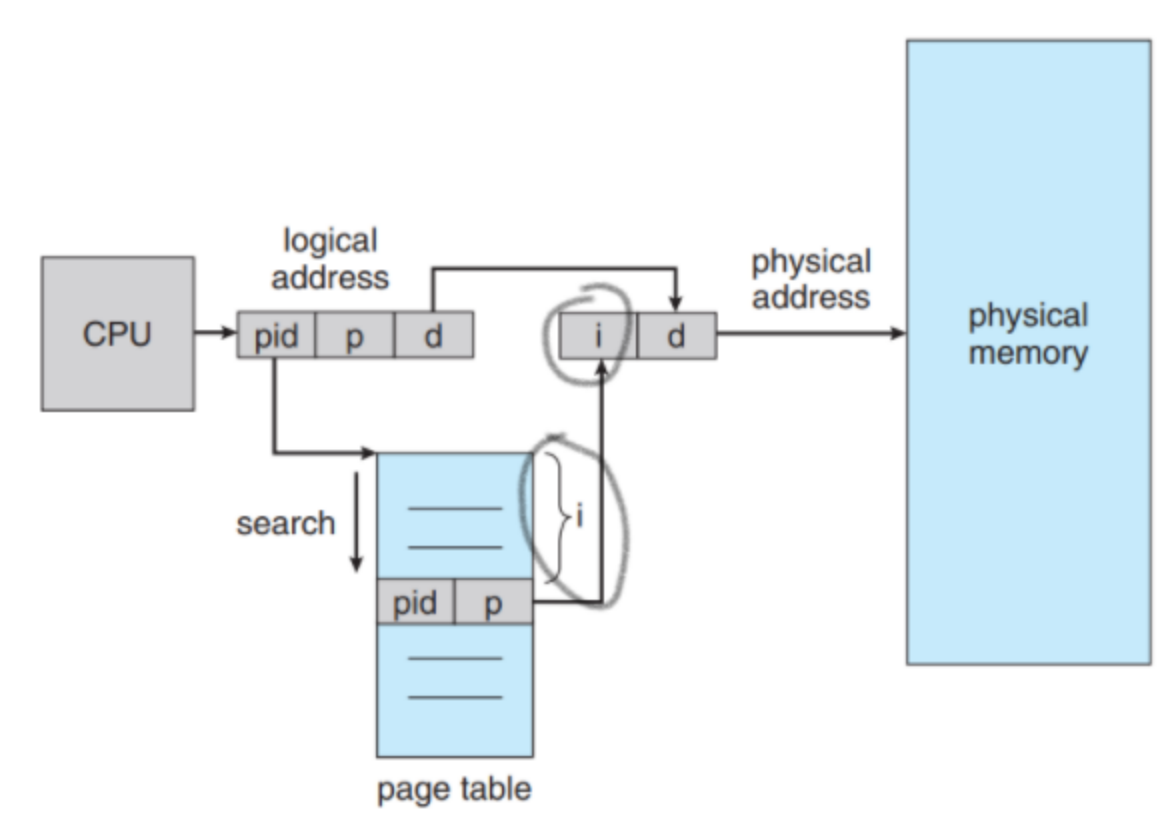 logical
address
CPU
pid p d
i d
physical
address
physical
memory
search
i
pid p
page table